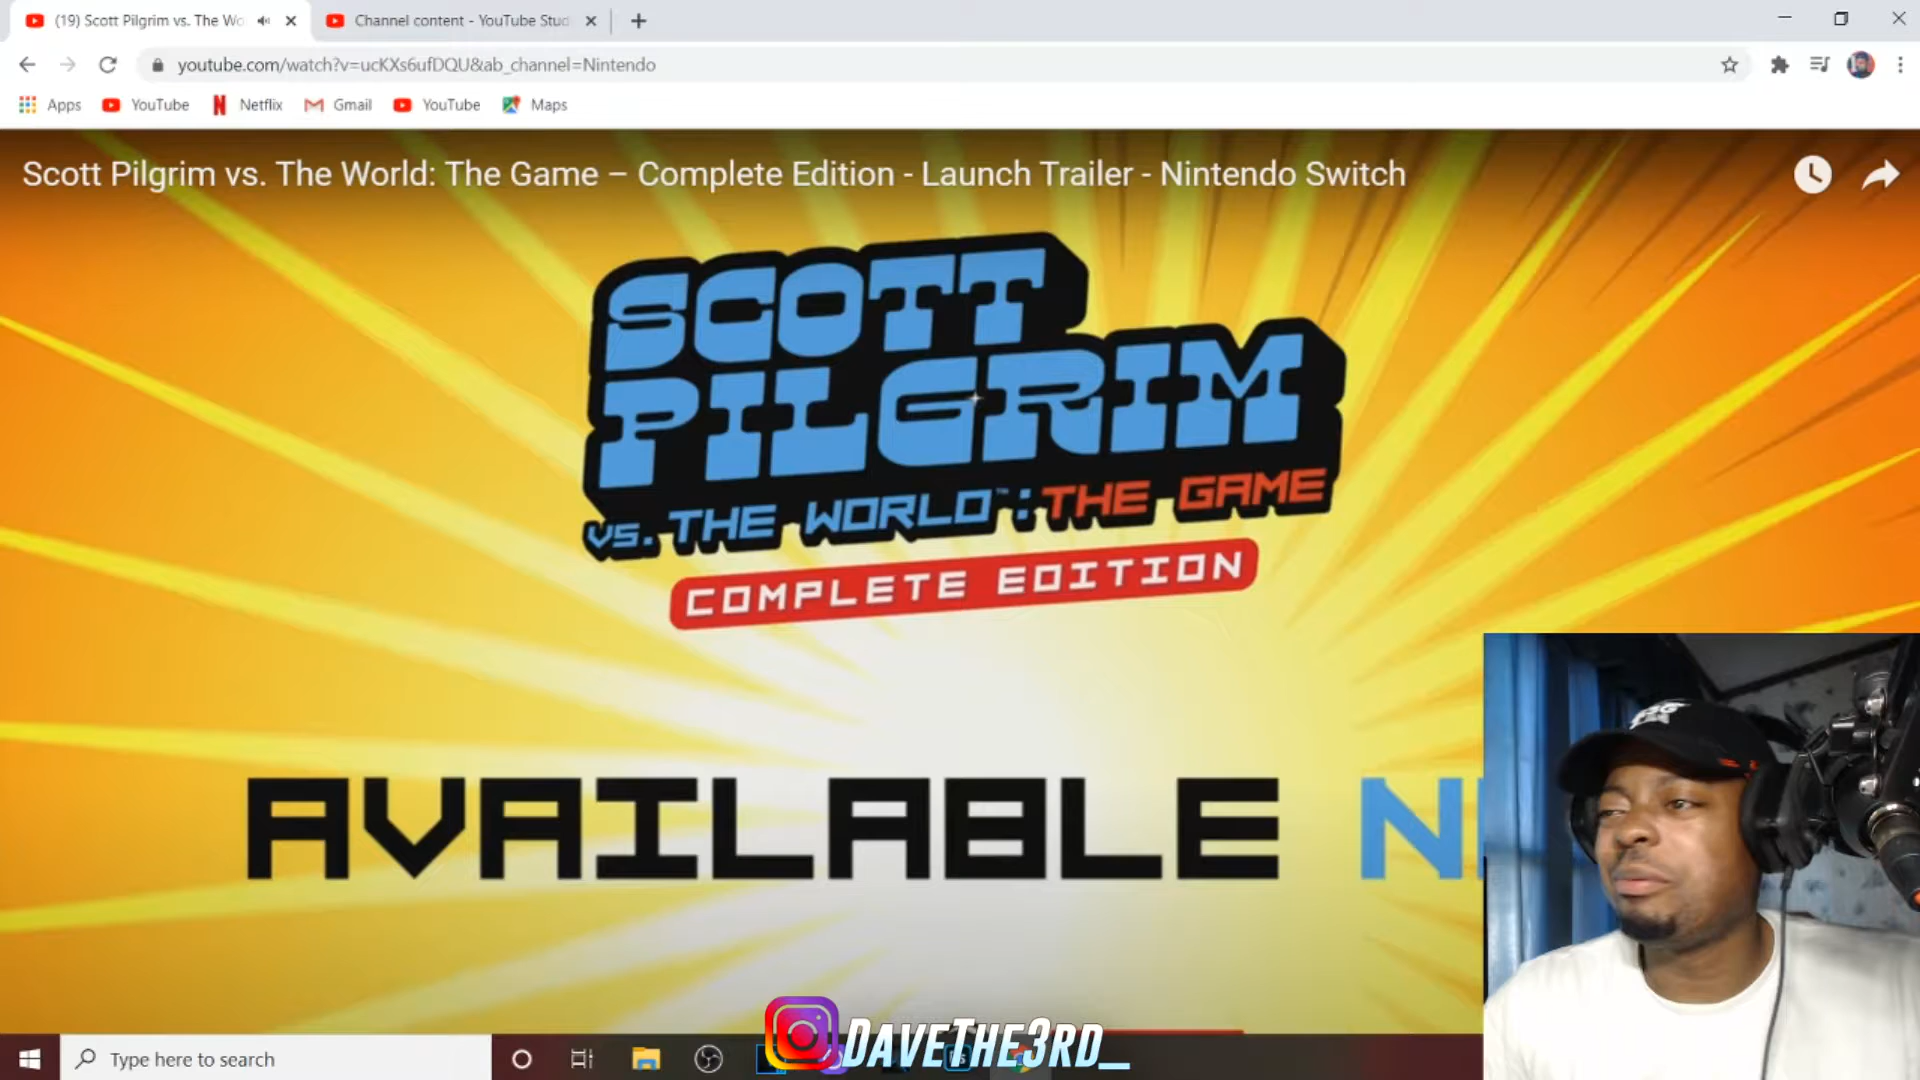 (19) Scott Pilgrim vs. The Wo
Channel content - YouTube Stud
youtube.com/watch?v=ucKXs6ufDQU&ab_channel=Nintendo
Apps YouTube Netflix Gmail YouTube Maps
Scott Pilgrim vs. The World: The Game – Complete Edition - Launch Trailer - Nintendo Switch
SCOTT
PILGRIM
VS. THE WORLD™: THE GAME
COMPLETE EDITION
AVAILABLE N
DAVETHE3RD_
Type here to search